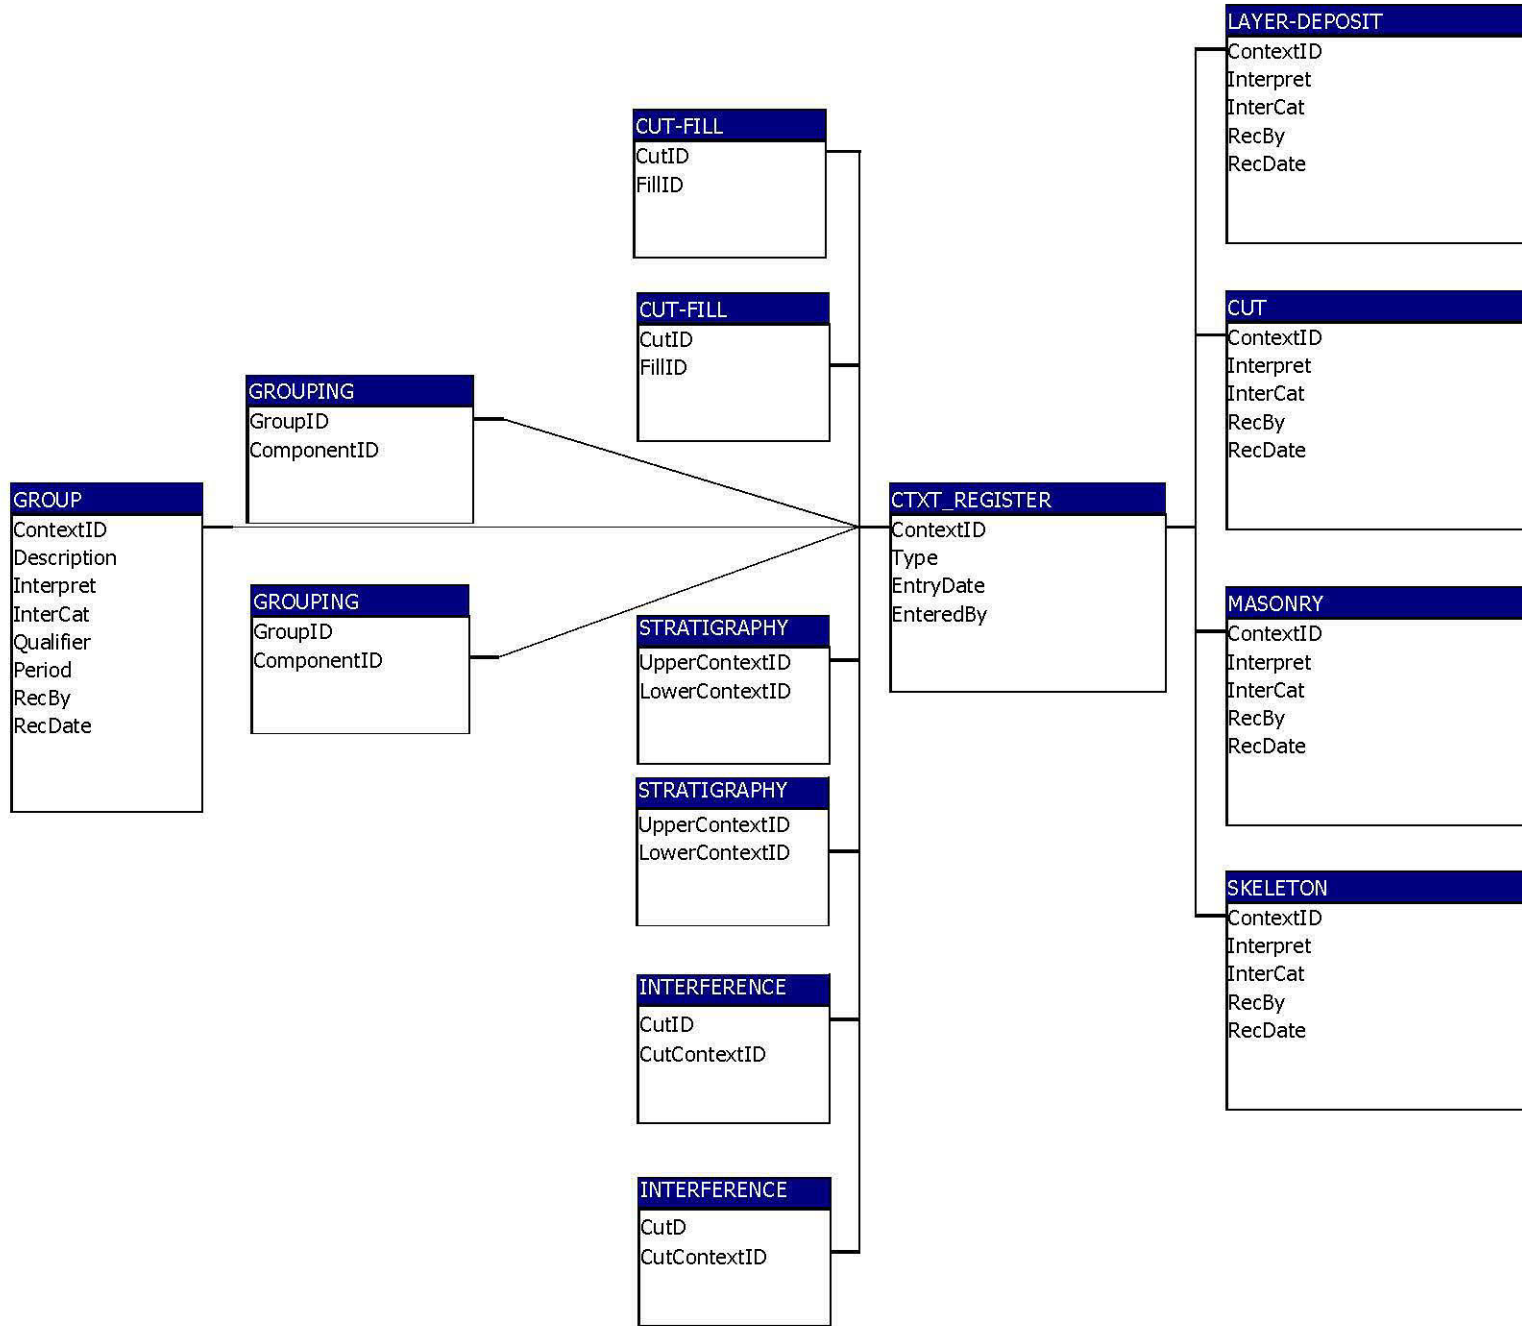 GROUP
ContextID
Description
Interpret
InterCat
Qualifier
Period
RecBy
RecDate
GROUPING
GroupID
ComponentID
GROUPING
GroupID
ComponentID
CUT-FILL
CutID
FillID
CUT-FILL
CutID
FillID
STRATIGRAPHY
UpperContextID
LowerContextID
STRATIGRAPHY
UpperContextID
LowerContextID
INTERFERENCE
CutID
CutContextID
INTERFERENCE
CutD
CutContextID
CTXT_REGISTER
ContextID
Type
EntryDate
EnteredBy
LAYER-DEPOSIT
ContextID
Interpret
InterCat
RecBy
RecDate
CUT
ContextID
Interpret
InterCat
RecBy
RecDate
MASONRY
ContextID
Interpret
InterCat
RecBy
RecDate
SKELETON
ContextID
Interpret
InterCat
RecBy
RecDate